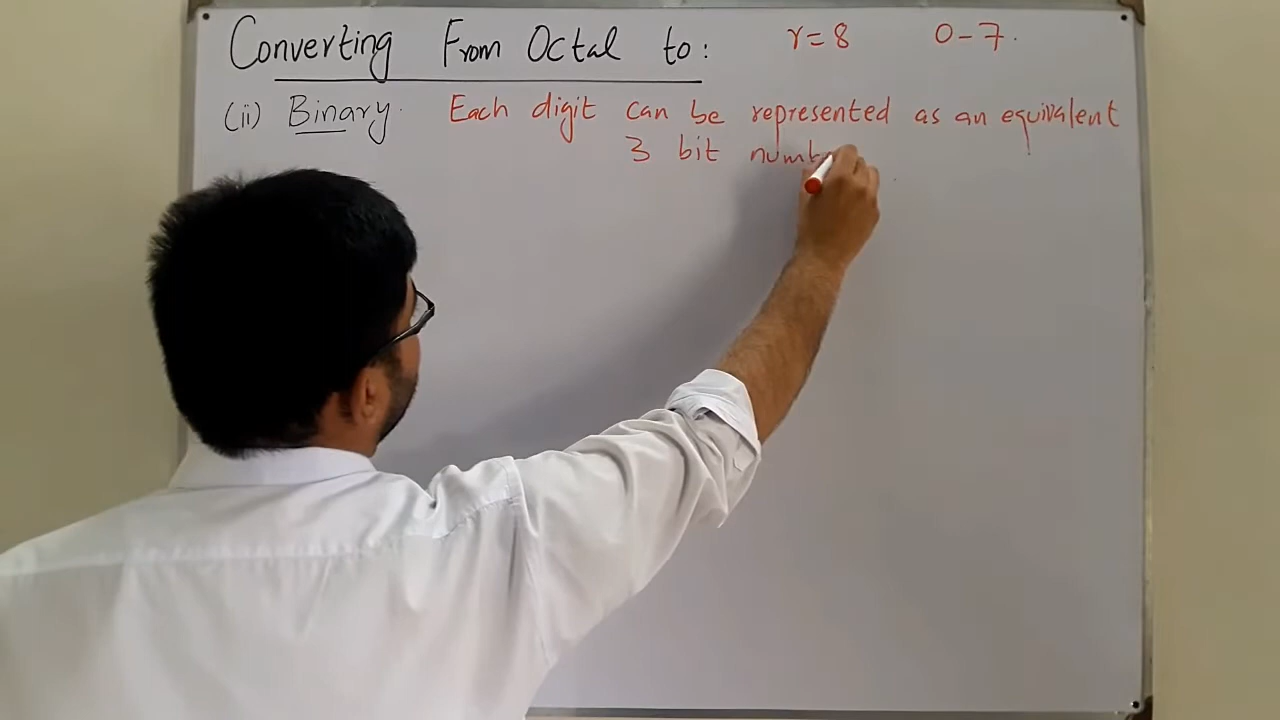 Converting From Octal to: r = 8 0 - 7.
(ii) Binary. Each digit can be represented as an equivalent
3 bit numb